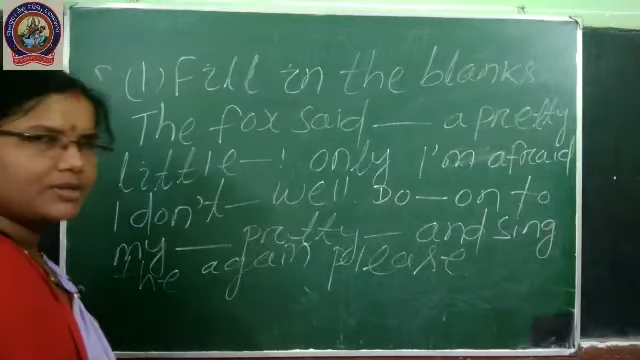 (1) Fill in the blanks
The fox said — a pretty
little — ! only I'm afraid
I don't — well. Do — on to
my — pretty — and sing
The again please